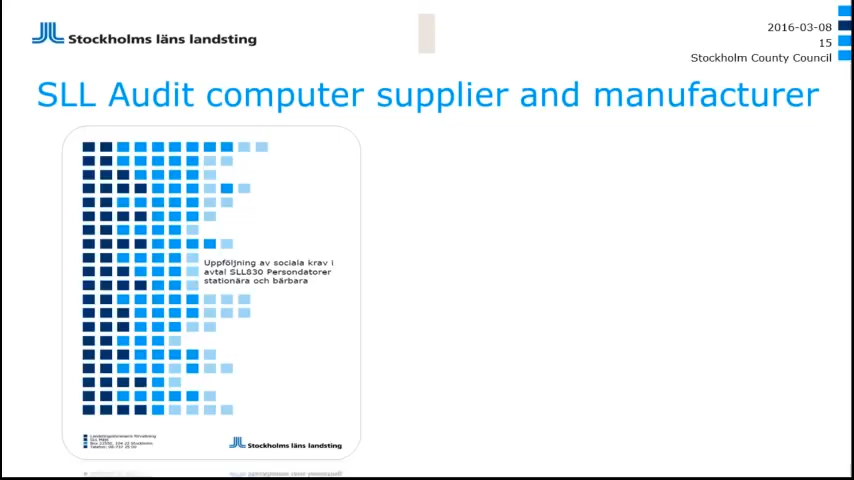 Stockholms läns landsting
2016-03-08
15
Stockholm County Council
SLL Audit computer supplier and manufacturer
Uppföljning av sociala krav i
avtal SLL830 Persondatorer
stationära och bärbara
Stockholms läns landsting